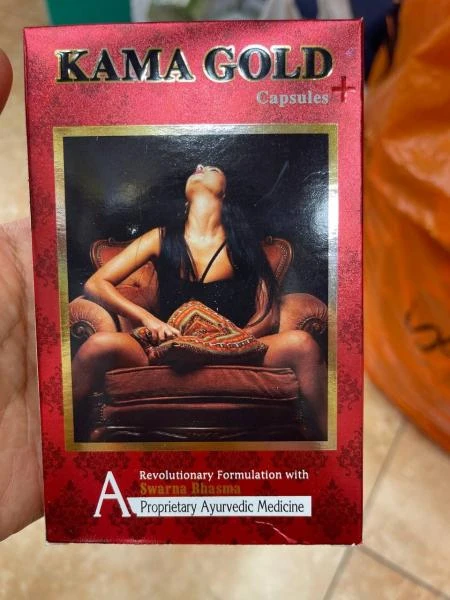 KAMA GOLD
Capsules +
Revolutionary Formulation with
Swarna Bhasma
A Proprietary Ayurvedic Medicine